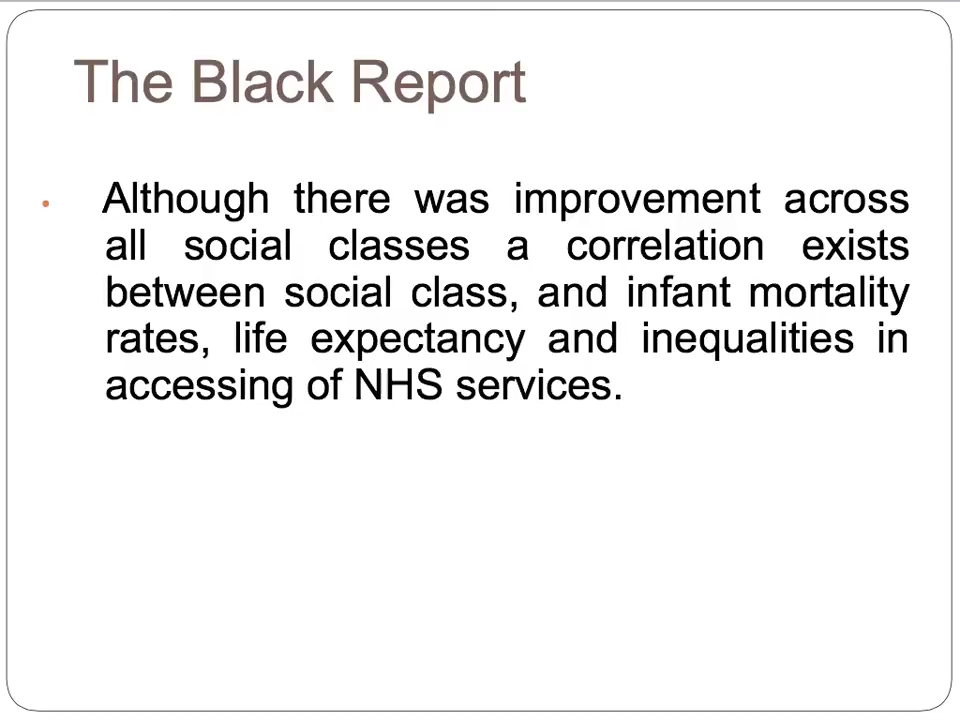 The Black Report
• Although there was improvement across
all social classes a correlation exists
between social class, and infant mortality
rates, life expectancy and inequalities in
accessing of NHS services.